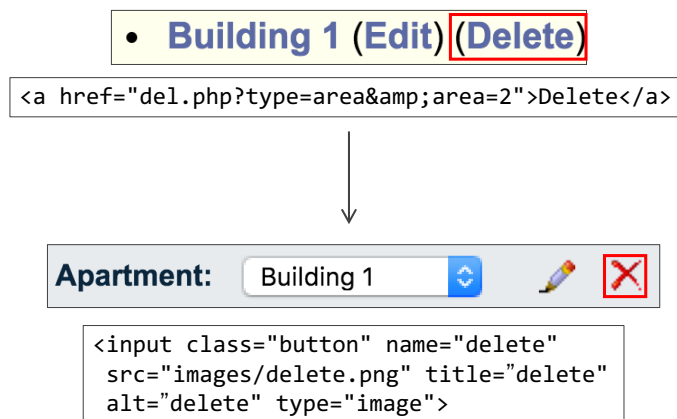 • Building 1 (Edit) (Delete)
<a href="del.php?type=area&amp;area=2">Delete</a>
Apartment: Building 1
<input class="button" name="delete"
src="images/delete.png" title=”delete"
alt=”delete" type="image">